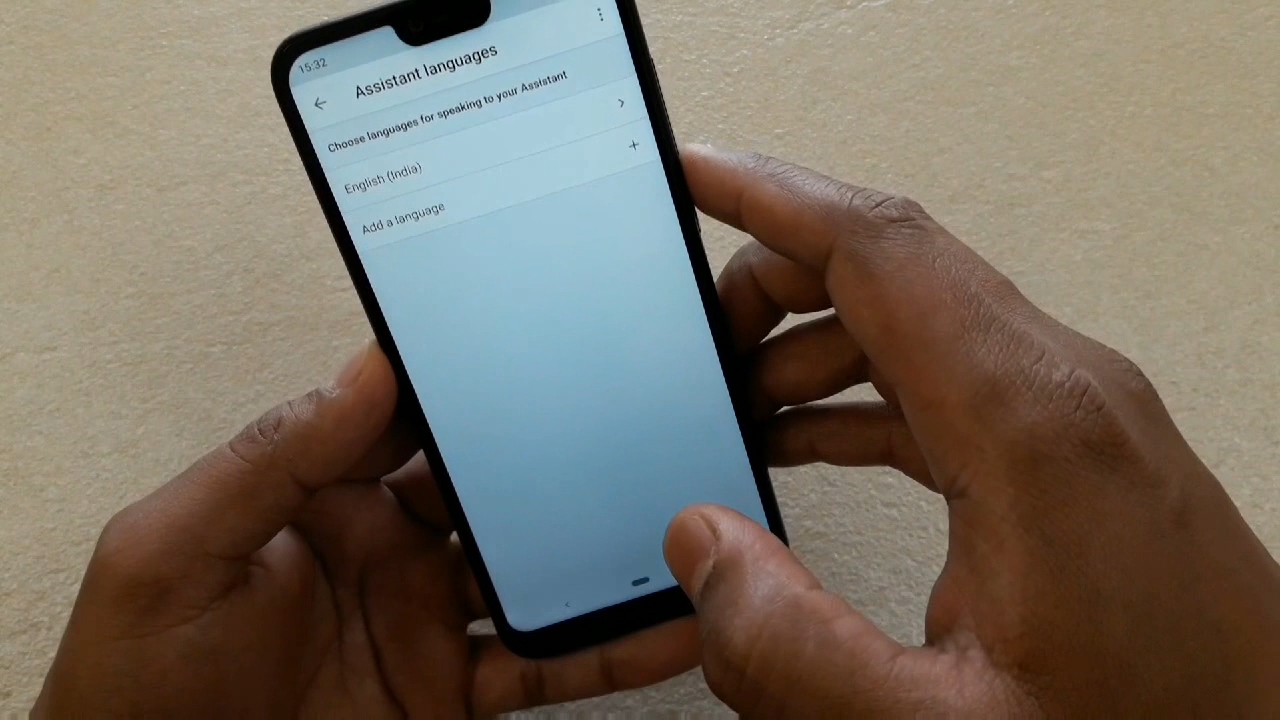 15:32
Assistant languages
Choose languages for speaking to your Assistant
English (India)
Add a language